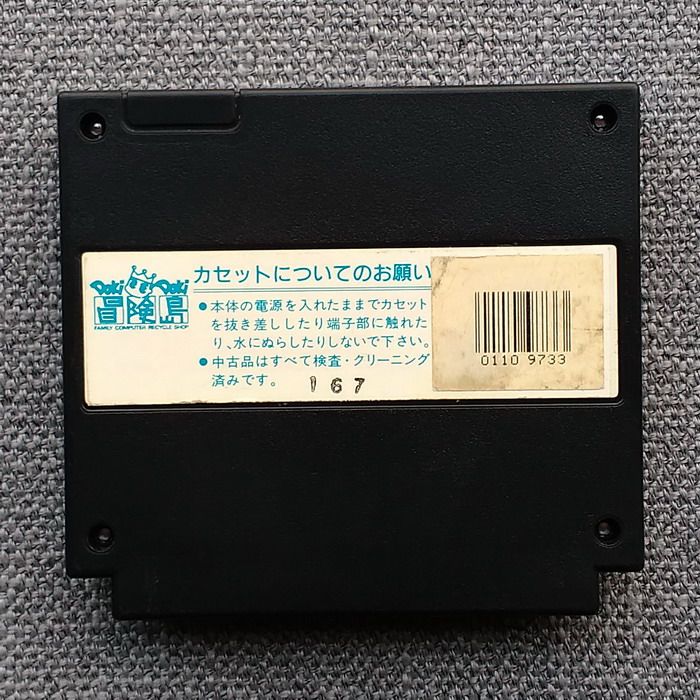 Doki Doki
冒険島
FAMILY COMPUTER RECYCLE SHOP
カセットについてのお願い
●本体の電源を入れたままでカセット
を抜き差ししたり端子部に触れた
り、水にぬらしたりしないで下さい。
●中古品はすべて検査・クリーニング
済みです。
167
0110 9733